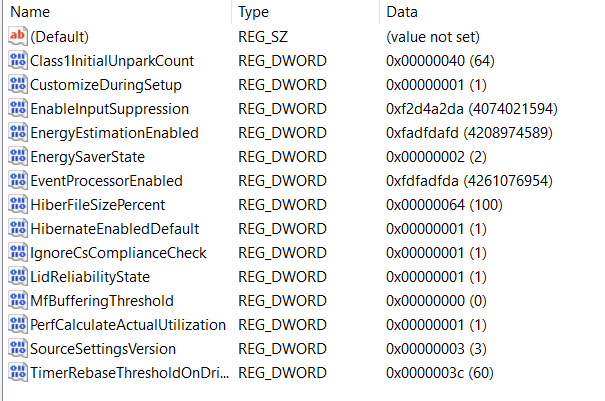 Name Type Data
(Default) REG_SZ (value not set)
Class1InitialUnparkCount REG_DWORD 0x00000040 (64)
CustomizeDuringSetup REG_DWORD 0x00000001 (1)
EnableInputSuppression REG_DWORD 0xf2d4a2da (4074021594)
EnergyEstimationEnabled REG_DWORD 0xfadfdafd (4208974589)
EnergySaverState REG_DWORD 0x00000002 (2)
EventProcessorEnabled REG_DWORD 0xfdfadfda (4261076954)
HiberFileSizePercent REG_DWORD 0x00000064 (100)
HibernateEnabledDefault REG_DWORD 0x00000001 (1)
IgnoreCsComplianceCheck REG_DWORD 0x00000001 (1)
LidReliabilityState REG_DWORD 0x00000001 (1)
MfBufferingThreshold REG_DWORD 0x00000000 (0)
PerfCalculateActualUtilization REG_DWORD 0x00000001 (1)
SourceSettingsVersion REG_DWORD 0x00000003 (3)
TimerRebaseThresholdOnDri... REG_DWORD 0x0000003c (60)